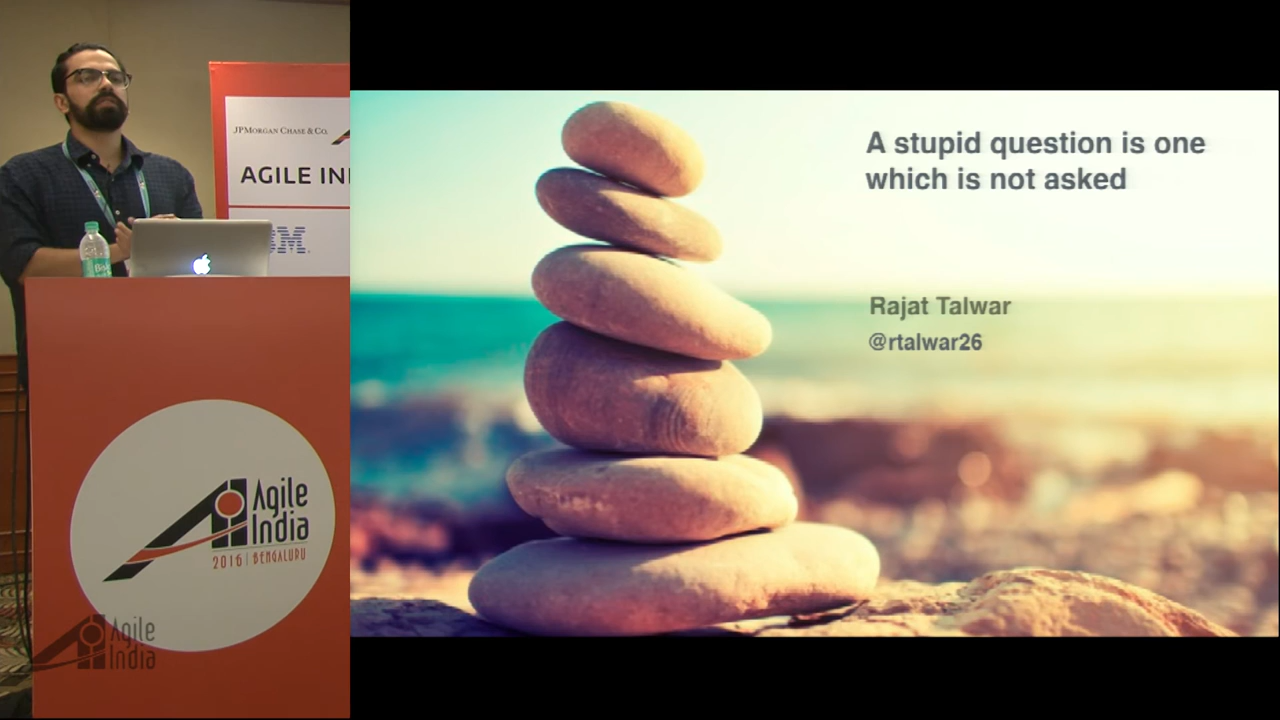 JPMORGAN CHASE & CO.
AGILE IN
Agile
India
2016 | BENGALURU
Agile
India
A stupid question is one
which is not asked
Rajat Talwar
@rtalwar26